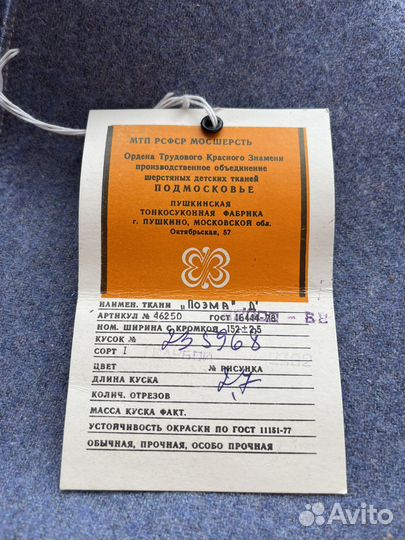 МТП РСФСР МОСШЕРСТЬ
Ордена Трудового Красного Знамени
производственное объединение
шерстяных детских тканей
ПОДМОСКОВЬЕ
ПУШКИНСКАЯ
ТОНКОСУКОННАЯ ФАБРИКА
г. ПУШКИНО, МОСКОВСКОЙ обл.
Октябрьская, 57
НАИМЕН. ТКАНИ „ПОЭМА" „Д"
АРТИКУЛ № 46250 ГОСТ
НОМ. ШИРИНА С КРОМКОЙ 152±2,5
КУСОК № 235968
СОРТ I
ЦВЕТ № РИСУНКА
ДЛИНА КУСКА 27
КОЛИЧ. ОТРЕЗОВ
МАССА КУСКА ФАКТ.
УСТОЙЧИВОСТЬ ОКРАСКИ ПО ГОСТ 11151-77
ОБЫЧНАЯ, ПРОЧНАЯ, ОСОБО ПРОЧНАЯ
Avito